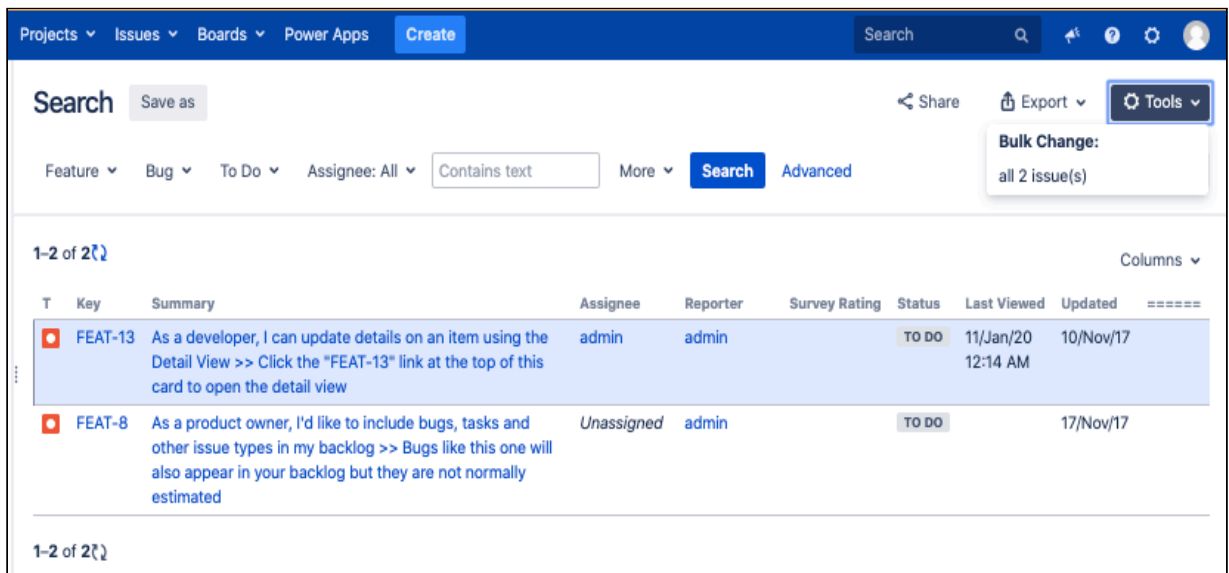 Projects Issues Boards Power Apps Create Search
Search Save as Share Export Tools
Bulk Change:
all 2 issue(s)
Feature Bug To Do Assignee: All Contains text More Search Advanced
1–2 of 2
Columns
T Key Summary Assignee Reporter Survey Rating Status Last Viewed Updated ======
FEAT-13 As a developer, I can update details on an item using the admin admin TO DO 11/Jan/20 10/Nov/17
Detail View >> Click the "FEAT-13" link at the top of this 12:14 AM
card to open the detail view
FEAT-8 As a product owner, I'd like to include bugs, tasks and Unassigned admin TO DO 17/Nov/17
other issue types in my backlog >> Bugs like this one will
also appear in your backlog but they are not normally
estimated
1–2 of 2